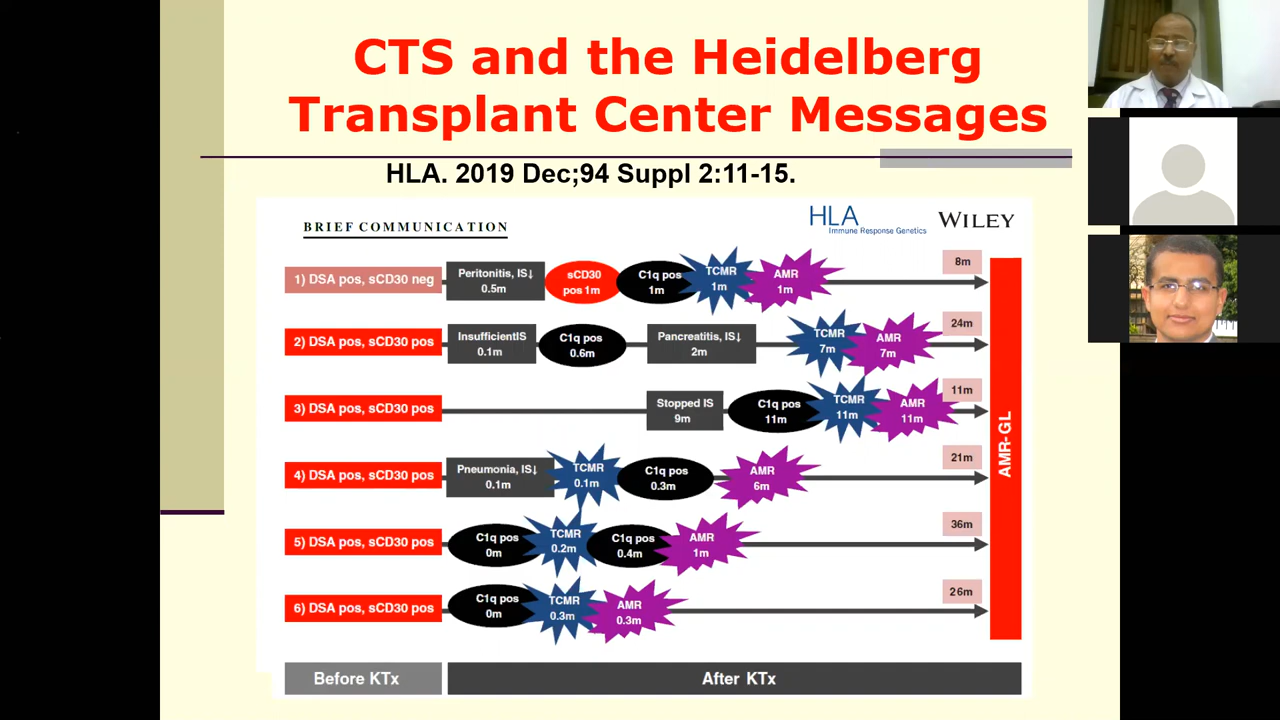 CTS and the Heidelberg
Transplant Center Messages
HLA. 2019 Dec;94 Suppl 2:11-15.
BRIEF COMMUNICATION
HLA
Immune Response Genetics
WILEY
1) DSA pos, sCD30 neg
Peritonitis, IS↓
0.5m
sCD30
pos 1m
C1q pos
1m
TCMR
1m
AMR
1m
8m
2) DSA pos, sCD30 pos
InsufficientIS
0.1m
C1q pos
0.6m
Pancreatitis, IS↓
2m
TCMR
7m
AMR
7m
24m
3) DSA pos, sCD30 pos
Stopped IS
9m
C1q pos
11m
TCMR
11m
AMR
11m
11m
4) DSA pos, sCD30 pos
Pneumonia, IS↓
0.1m
TCMR
0.1m
C1q pos
0.3m
AMR
6m
21m
5) DSA pos, sCD30 pos
C1q pos
0m
TCMR
0.2m
C1q pos
0.4m
AMR
1m
36m
6) DSA pos, sCD30 pos
C1q pos
0m
TCMR
0.3m
AMR
0.3m
26m
AMR-GL
Before KTx
After KTx